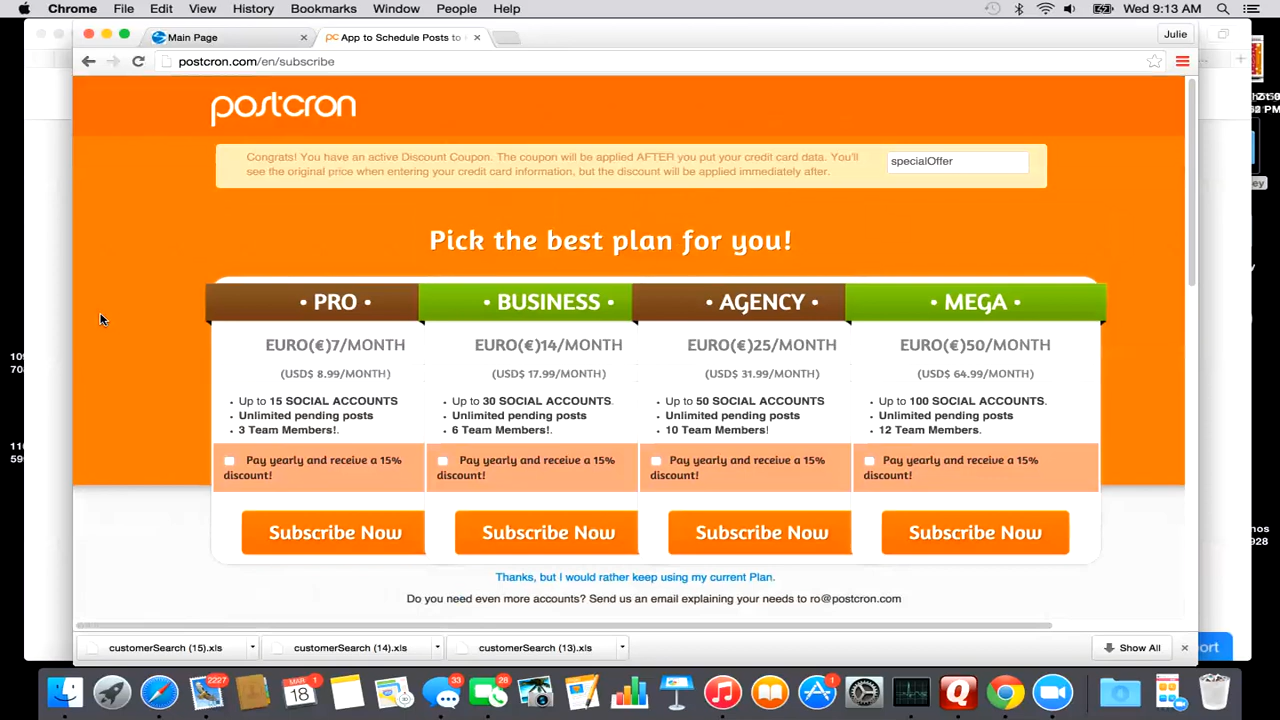 Chrome File Edit View History Bookmarks Window People Help Wed 9:13 AM
Main Page App to Schedule Posts to Julie
postcron.com/en/subscribe
postcron
Congrats! You have an active Discount Coupon. The coupon will be applied AFTER you put your credit card data. You'll
see the original price when entering your credit card information, but the discount will be applied immediately after.
specialOffer
Pick the best plan for you!
• PRO • • BUSINESS • • AGENCY • • MEGA •
EURO(€)7/MONTH EURO(€)14/MONTH EURO(€)25/MONTH EURO(€)50/MONTH
(USD$ 8.99/MONTH) (USD$ 17.99/MONTH) (USD$ 31.99/MONTH) (USD$ 64.99/MONTH)
• Up to 15 SOCIAL ACCOUNTS • Up to 30 SOCIAL ACCOUNTS. • Up to 50 SOCIAL ACCOUNTS • Up to 100 SOCIAL ACCOUNTS.
• Unlimited pending posts • Unlimited pending posts • Unlimited pending posts • Unlimited pending posts
• 3 Team Members!. • 6 Team Members!. • 10 Team Members! • 12 Team Members.
Pay yearly and receive a 15% Pay yearly and receive a 15% Pay yearly and receive a 15% Pay yearly and receive a 15%
discount! discount! discount! discount!
Subscribe Now Subscribe Now Subscribe Now Subscribe Now
Thanks, but I would rather keep using my current Plan.
Do you need even more accounts? Send us an email explaining your needs to ro@postcron.com
customerSearch (15).xls customerSearch (14).xls customerSearch (13).xls Show All
2227 MAR 18 1 33 28 1